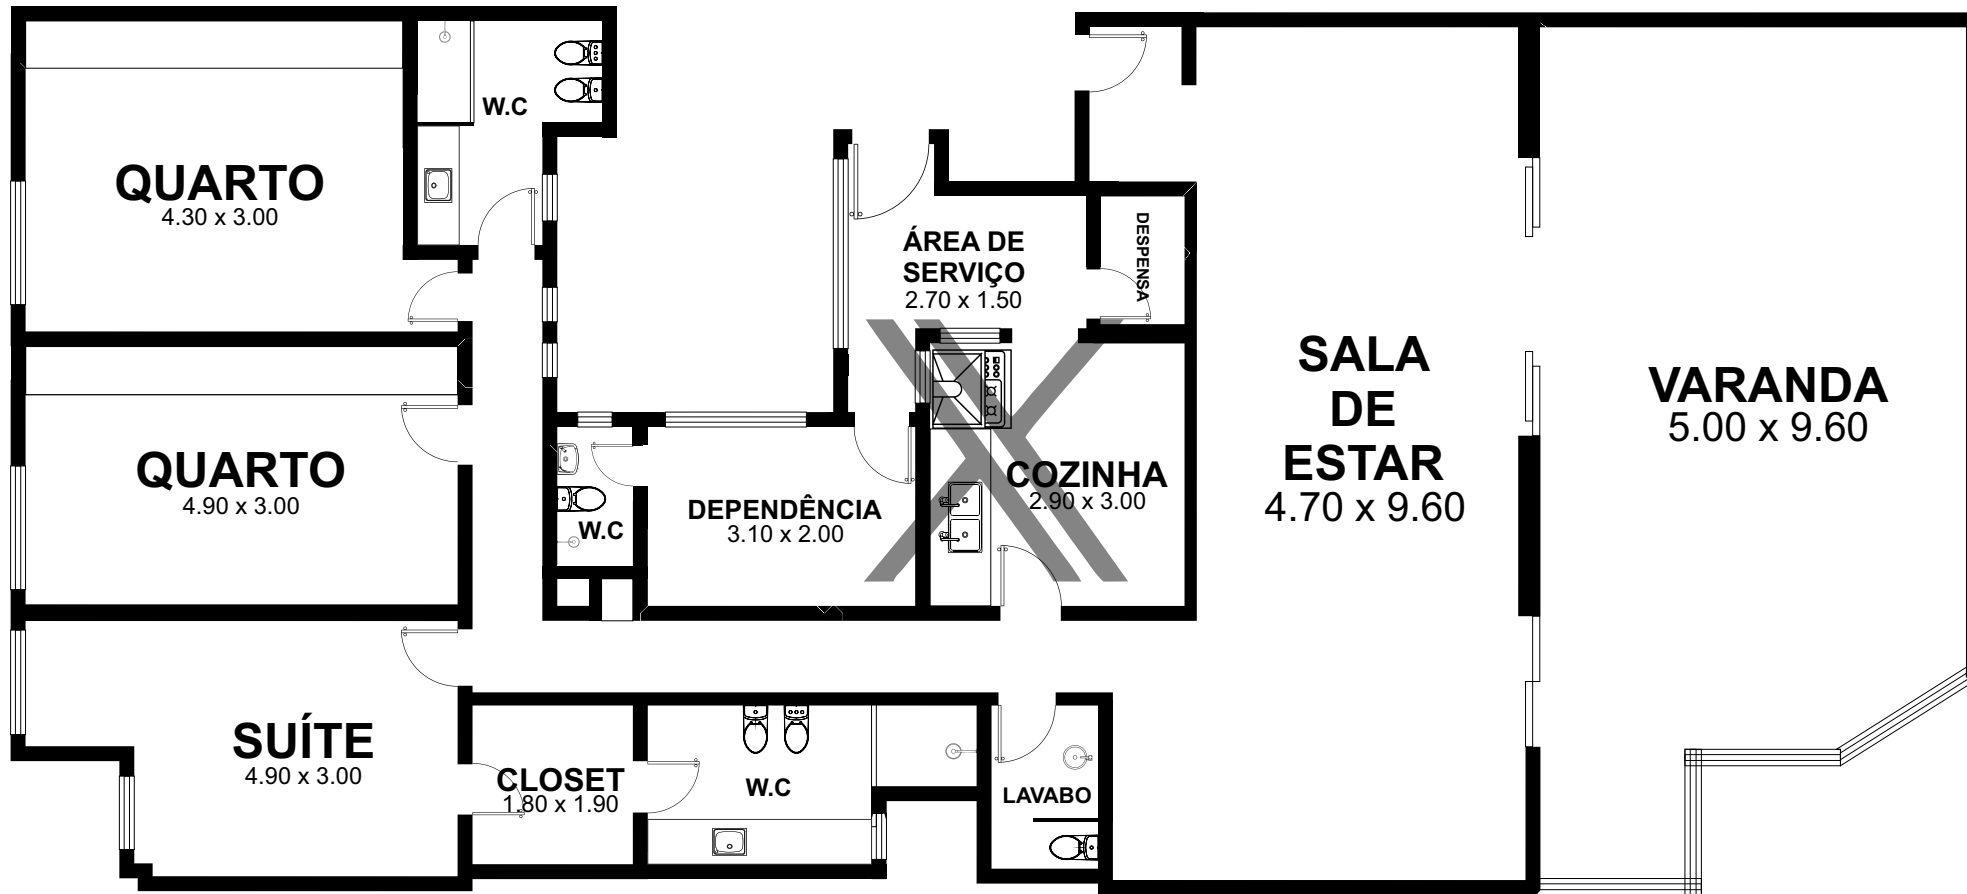 QUARTO
4.30 x 3.00
W.C
ÁREA DE
SERVIÇO
2.70 x 1.50
DESPENSA
SALA
DE
ESTAR
4.70 x 9.60
VARANDA
5.00 x 9.60
QUARTO
4.90 x 3.00
W.C
DEPENDÊNCIA
3.10 x 2.00
COZINHA
2.90 x 3.00
SUÍTE
4.90 x 3.00
CLOSET
1.80 x 1.90
W.C
LAVABO